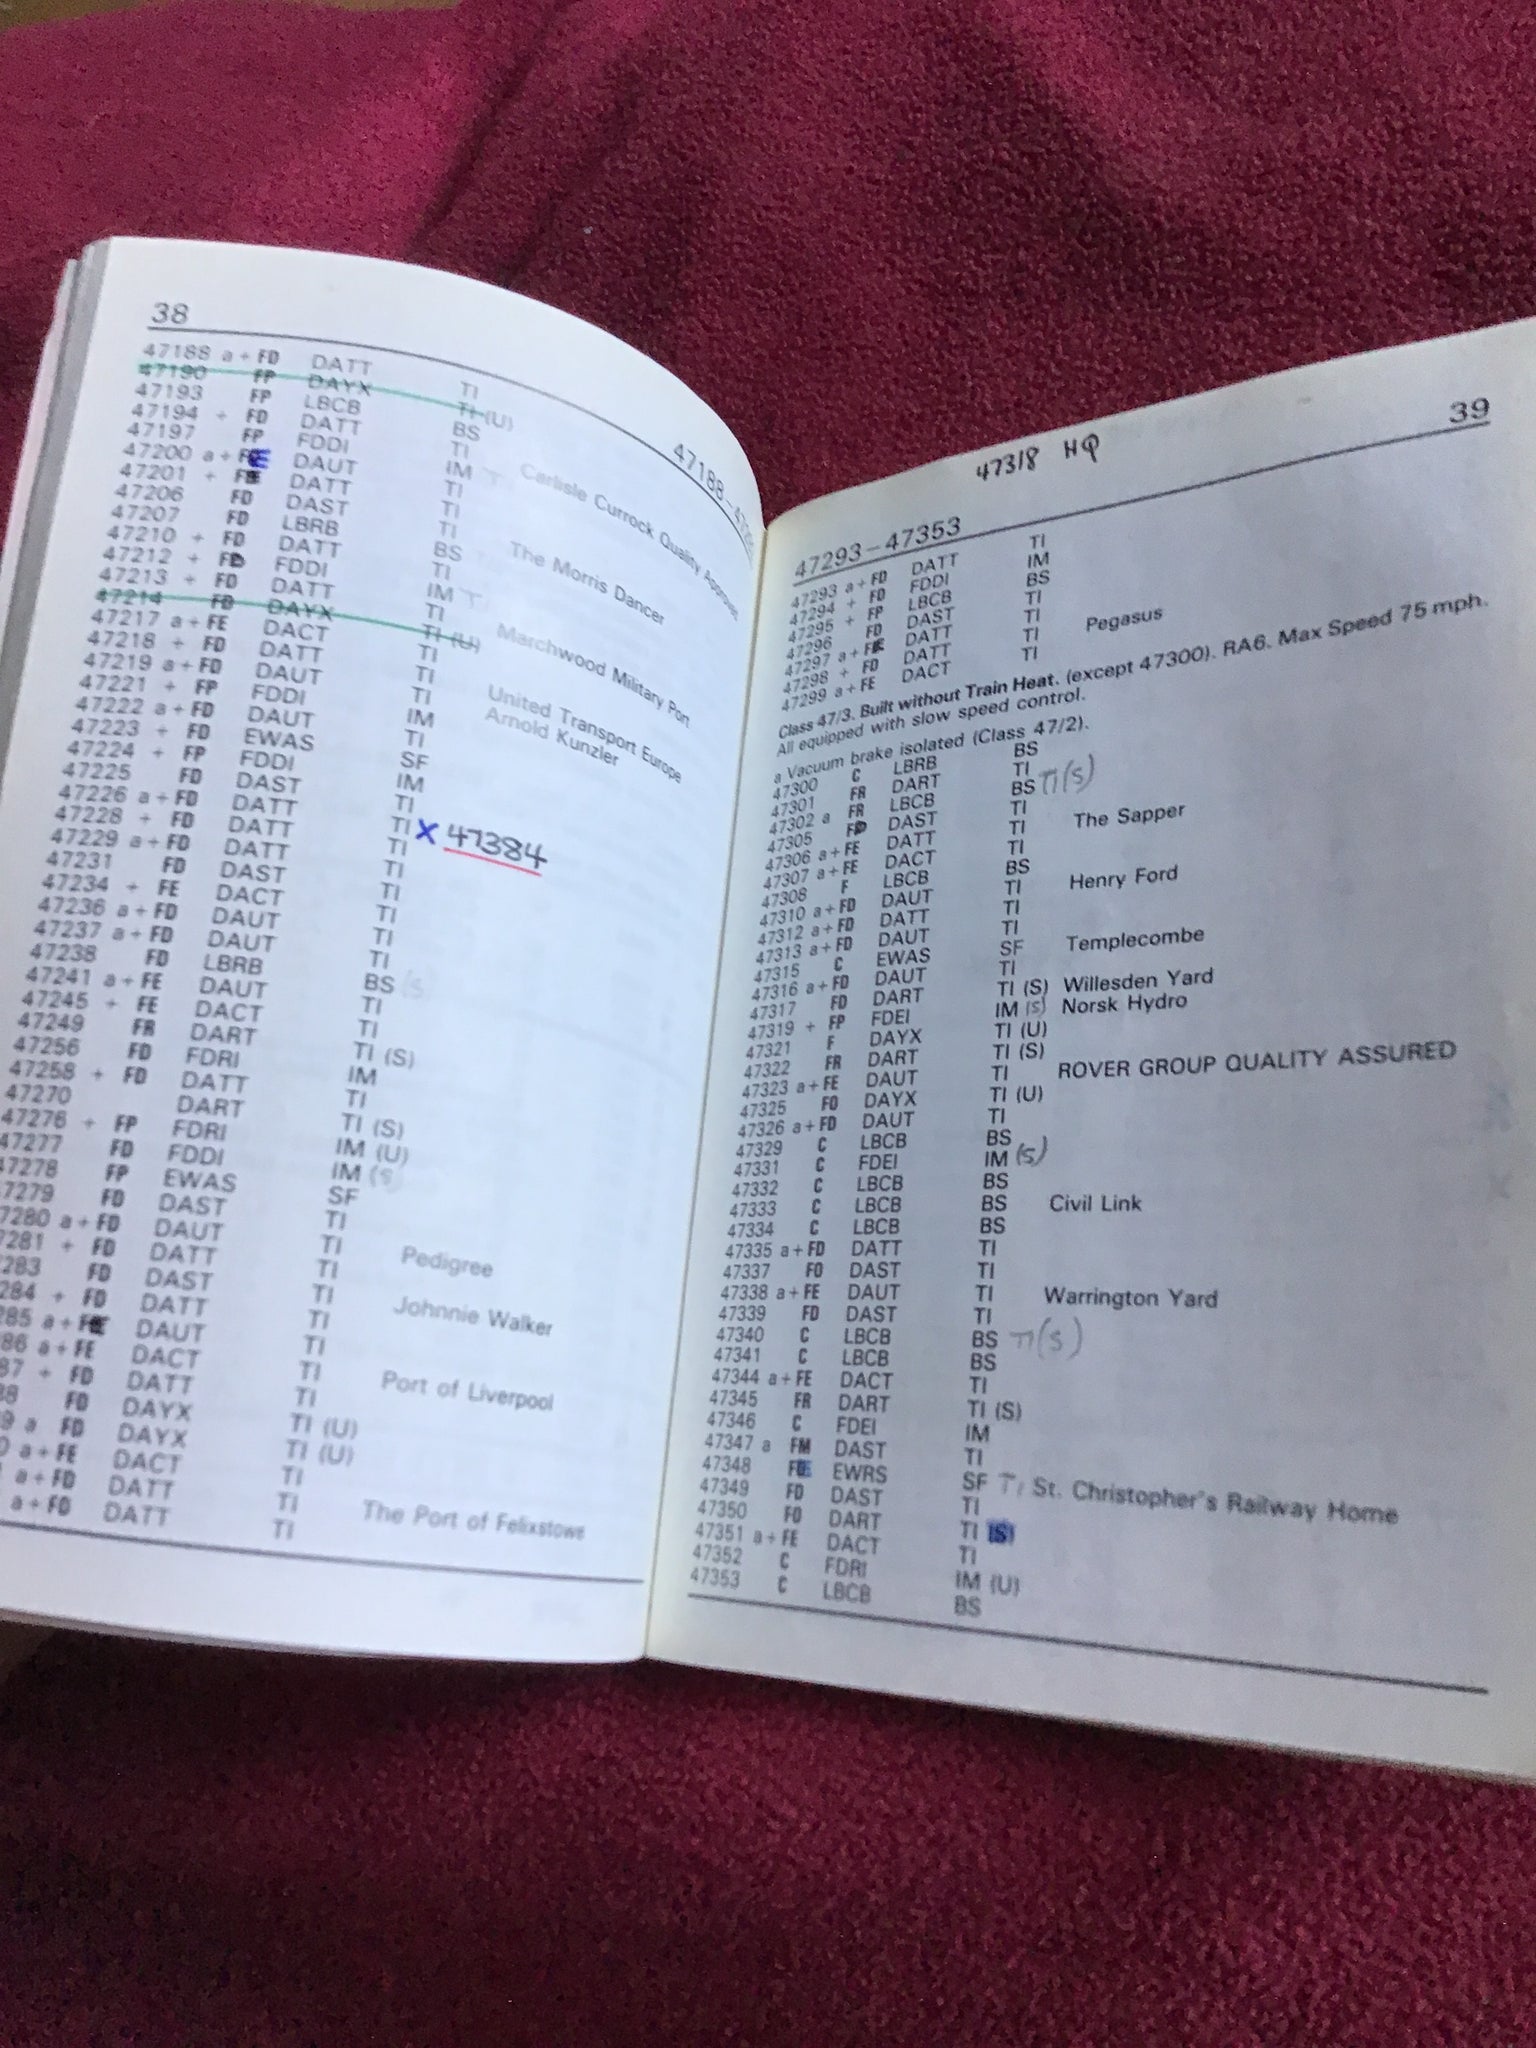 38
47188-4729
47188 a+ FD DATT TI
47190 FP DAYX TI (U)
47193 FP LBCB BS
47194 + FD DATT TI
47197 FP FDDI IM TI
47200 a+ FE DAUT TI Carlisle Currock Quality Approved
47201 + FE DATT TI
47206 FD DAST TI The Morris Dancer
47207 FD LBRB BS
47210 + FD DATT TI
47212 + FD FDDI IM TI
47213 + FD DATT TI Marchwood Military Port
47214 FD DAYX TI (U)
47217 a+FE DACT TI
47218 + FD DATT TI United Transport Europe
47219 a+FD DAUT TI Arnold Kunzler
47221 + FP FDDI IM
47222 a+FD DAUT TI
47223 + FD EWAS SF
47224 + FP FDDI IM
47225 FD DAST TI
47226 a+FD DATT TI X 47384
47228 + FD DATT TI
47229 a+FD DATT TI
47231 FD DAST TI
47234 + FE DACT TI
47236 a+FD DAUT TI
47237 a+FD DAUT TI
47238 FD LBRB BS (S)
47241 a+FE DAUT TI
47245 + FE DACT TI
47249 FR DART TI (S)
47256 FD FDRI IM
47258 + FD DATT TI
47270 DART TI (S)
47276 + FP FDRI IM (U)
47277 FD FDDI IM (S)
47278 FP EWAS SF
7279 FD DAST TI
7280 a+FD DAUT TI Pedigree
7281 + FD DATT TI
283 FD DAST TI Johnnie Walker
284 + FD DATT TI
285 a+FE DAUT TI
86 a+FE DACT TI Port of Liverpool
87 + FD DATT TI
88 FD DAYX TI (U)
9 a FD DAYX TI (U)
0 a+FE DACT TI
a+FD DATT TI The Port of Felixstowe
a+FD DATT TI
39
47318 HQ
47293-47353
47293 a+FD DATT TI
47294 + FD FDDI IM
47295 + FP LBCB BS
47296 FD DAST TI
47297 a+FE DATT TI
47298 + FD DATT TI Pegasus
47299 a+FE DACT TI
Class 47/3. Built without Train Heat. (except 47300). RA6. Max Speed 75 mph.
All equipped with slow speed control.
a Vacuum brake isolated (Class 47/2).
47300 C LBRB BS
47301 FR DART TI
47302 a FR LBCB BS TI(S)
47305 FD DAST TI
47306 a+FE DATT TI The Sapper
47307 a+FE DACT TI
47308 F LBCB BS
47310 a+FD DAUT TI Henry Ford
47312 a+FD DATT TI
47313 a+FD DAUT TI
47315 C EWAS SF Templecombe
47316 a+FD DAUT TI
47317 FD DART TI (S) Willesden Yard
47319 + FP FDEI IM (S) Norsk Hydro
47321 F DAYX TI (U)
47322 FR DART TI (S)
47323 a+FE DAUT TI ROVER GROUP QUALITY ASSURED
47325 FO DAYX TI (U)
47326 a+FD DAUT TI
47329 C LBCB BS
47331 C FDEI IM (S)
47332 C LBCB BS
47333 C LBCB BS Civil Link
47334 C LBCB BS
47335 a+FD DATT TI
47337 FO DAST TI
47338 a+FE DAUT TI Warrington Yard
47339 FD DAST TI
47340 C LBCB BS TI(S)
47341 C LBCB BS
47344 a+FE DACT TI
47345 FR DART TI (S)
47346 C FDEI IM
47347 a FM DAST TI
47348 FE EWRS SF TI St. Christopher's Railway Home
47349 FD DAST TI
47350 FO DART TI (S)
47351 a+FE DACT TI
47352 C FDRI IM (U)
47353 C LBCB BS